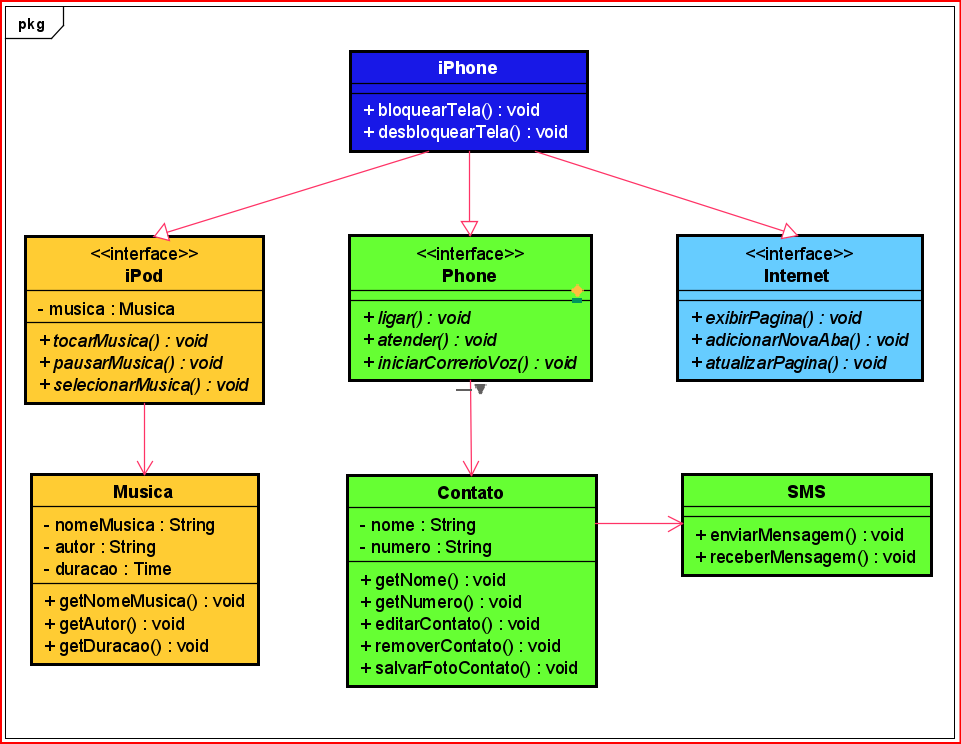 pkg
iPhone
+ bloquearTela() : void
+ desbloquearTela() : void
<<interface>>
iPod
- musica : Musica
+ tocarMusica() : void
+ pausarMusica() : void
+ selecionarMusica() : void
<<interface>>
Phone
+ ligar() : void
+ atender() : void
+ iniciarCorrerioVoz() : void
<<interface>>
Internet
+ exibirPagina() : void
+ adicionarNovaAba() : void
+ atualizarPagina() : void
Musica
- nomeMusica : String
- autor : String
- duracao : Time
+ getNomeMusica() : void
+ getAutor() : void
+ getDuracao() : void
Contato
- nome : String
- numero : String
+ getNome() : void
+ getNumero() : void
+ editarContato() : void
+ removerContato() : void
+ salvarFotoContato() : void
SMS
+ enviarMensagem() : void
+ receberMensagem() : void